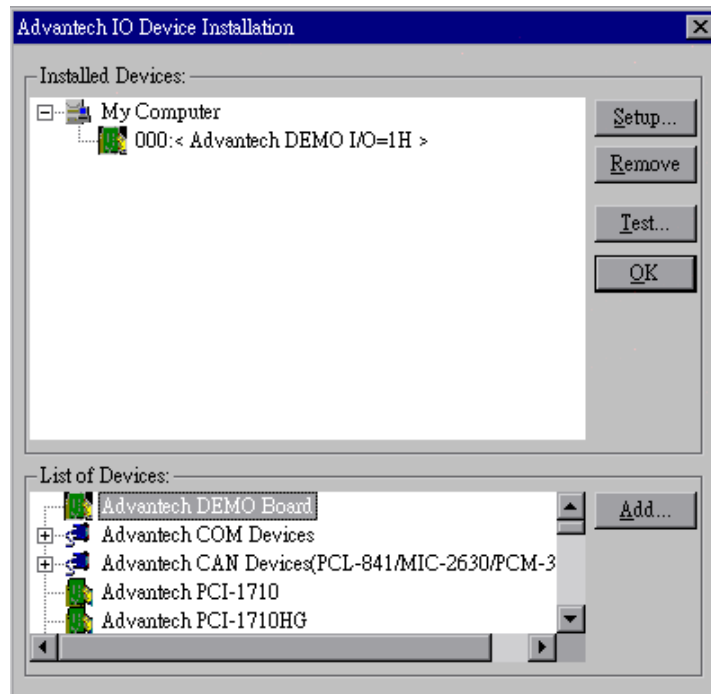 Advantech IO Device Installation
Installed Devices:
My Computer
000:< Advantech DEMO I/O=1H >
Setup...
Remove
Test...
OK
List of Devices:
Advantech DEMO Board
Advantech COM Devices
Advantech CAN Devices(PCL-841/MIC-2630/PCM-3
Advantech PCI-1710
Advantech PCI-1710HG
Add...